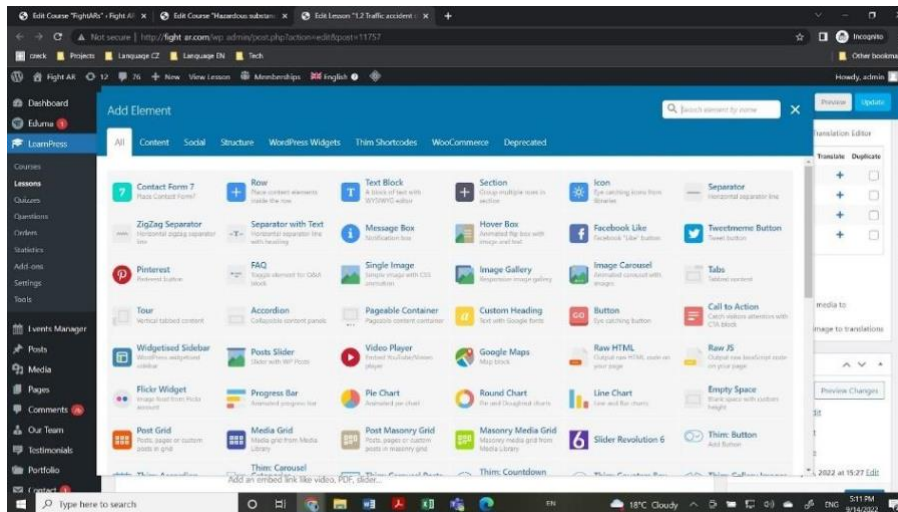 Edit Course "FightARs" - Fight AR
Edit Course "Hazardous substanc
Edit Lesson "1.2 Traffic accident
Not secure | http://fight ar.com/wp admin/post.php?action=edit&post=11757
Incognito
czeck
Projects
Language CZ
Language EN
Tech
Other bookma
Fight AR
12
76
+ New
View Lesson
Memberships
English
Howdy, admin
Dashboard
Eduma
LearnPress
Courses
Lessons
Quizzes
Questions
Orders
Statistics
Add-ons
Settings
Tools
Events Manager
Posts
Media
Pages
Comments
Our Team
Testimonials
Portfolio
Contact
Add Element
Search element by name
All
Content
Social
Structure
WordPress Widgets
Thim Shortcodes
WooCommerce
Deprecated
Contact Form 7
Place Contact Form7
Row
Place content elements
inside the row
Text Block
A block of text with
WYSIWYG editor
Section
Group multiple rows in
section
Icon
Eye catching icons from
libraries
Separator
Horizontal separator line
ZigZag Separator
Horizontal zigzag separator
line
Separator with Text
Horizontal separator line
with heading
Message Box
Notification box
Hover Box
Animated flip box with
image and text
Facebook Like
Facebook "Like" button
Tweetmeme Button
Tweet button
Pinterest
Pinterest button
FAQ
Toggle element for Q&A
block
Single Image
Simple image with CSS
animation
Image Gallery
Responsive image gallery
Image Carousel
Animated carousel with
images
Tabs
Tabbed content
Tour
Vertical tabbed content
Accordion
Collapsible content panels
Pageable Container
Pageable content container
Custom Heading
Text with Google fonts
Button
Eye catching button
Call to Action
Catch visitors attention with
CTA block
Widgetised Sidebar
WordPress widgetised
sidebar
Posts Slider
Slider with WP Posts
Video Player
Embed YouTube/Vimeo
player
Google Maps
Map block
Raw HTML
Output raw HTML code on
your page
Raw JS
Output raw JavaScript code
on your page
Flickr Widget
Image feed from Flickr
account
Progress Bar
Animated progress bar
Pie Chart
Animated pie chart
Round Chart
Pie and Doughnut charts
Line Chart
Line and Bar charts
Empty Space
Blank space with custom
height
Post Grid
Posts, pages or custom
posts in grid
Media Grid
Media grid from Media
Library
Post Masonry Grid
Posts, pages or custom
posts in masonry grid
Masonry Media Grid
Masonry media grid from
Media Library
Slider Revolution 6
Thim: Button
Add Button
Thim: Accordion
Thim: Carousel
Thim: Carousel Posts
Thim: Countdown
Thim: Counters Box
Thim: Gallery Images
Add an embed link like video, PDF, slider...
Preview
Update
Translation Editor
Translate
Duplicate
media to
image to translations
Preview Changes
2022 at 15:27 Edit
Type here to search
EN
18°C Cloudy
ENG
5:11 PM
9/14/2022